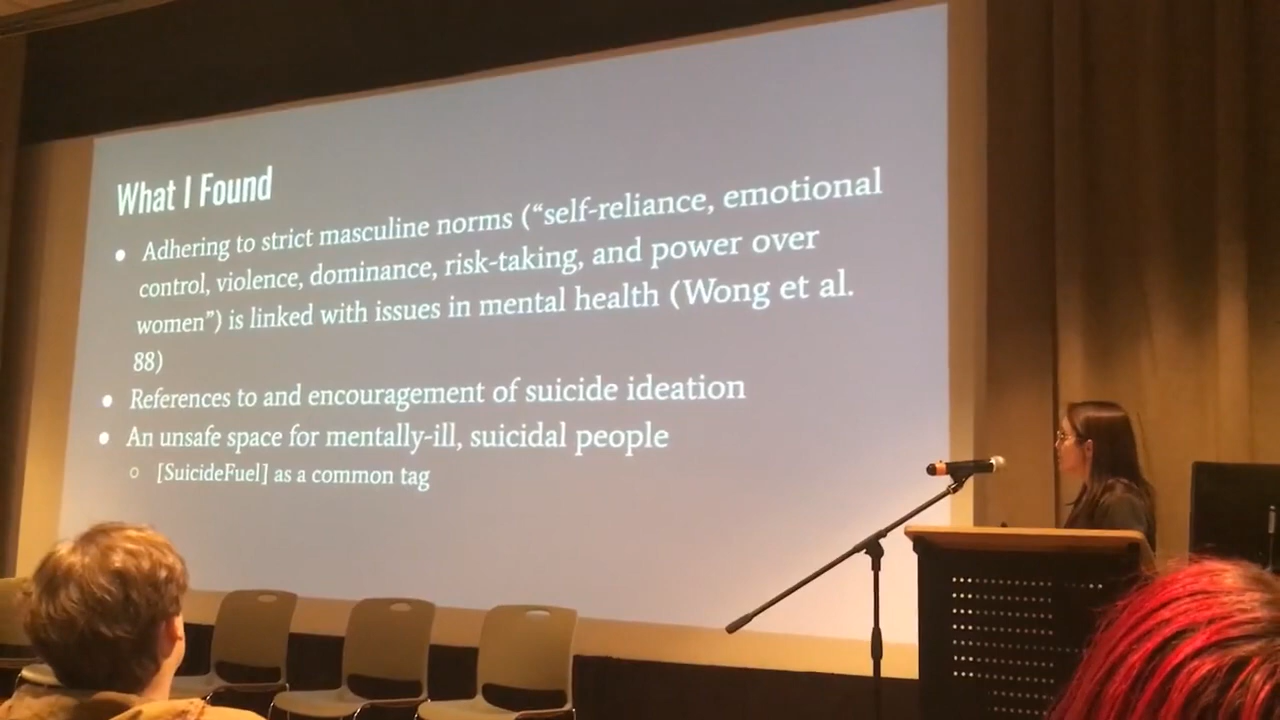 What I Found
● Adhering to strict masculine norms (“self-reliance, emotional
control, violence, dominance, risk-taking, and power over
women”) is linked with issues in mental health (Wong et al.
88)
● References to and encouragement of suicide ideation
● An unsafe space for mentally-ill, suicidal people
○ [SuicideFuel] as a common tag